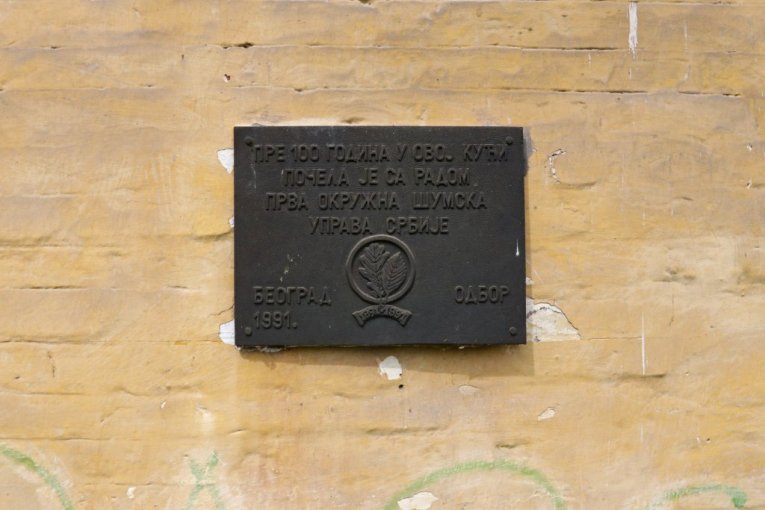 ПРЕ 100 ГОДИНА У ОВОЈ КУЋИ
ПОЧЕЛА ЈЕ СА РАДОМ
ПРВА ОКРУЖНА ШУМСКА
УПРАВА СРБИЈЕ
БЕОГРАД ОДБОР
1991.